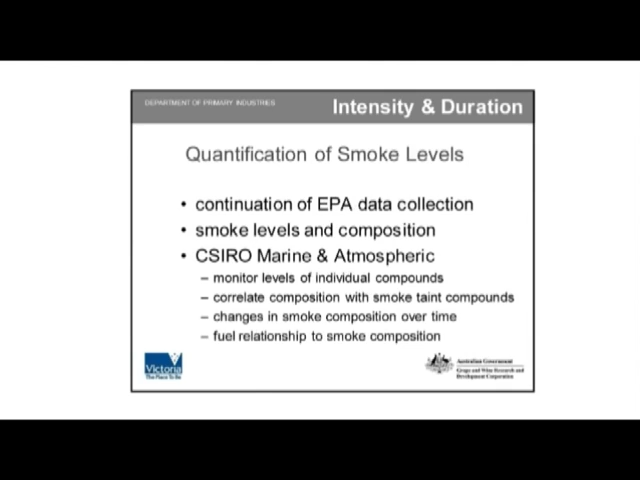 DEPARTMENT OF PRIMARY INDUSTRIES
Intensity & Duration
Quantification of Smoke Levels
• continuation of EPA data collection
• smoke levels and composition
• CSIRO Marine & Atmospheric
– monitor levels of individual compounds
– correlate composition with smoke taint compounds
– changes in smoke composition over time
– fuel relationship to smoke composition
Victoria
The Place To Be
Australian Government
Grape and Wine Research and
Development Corporation